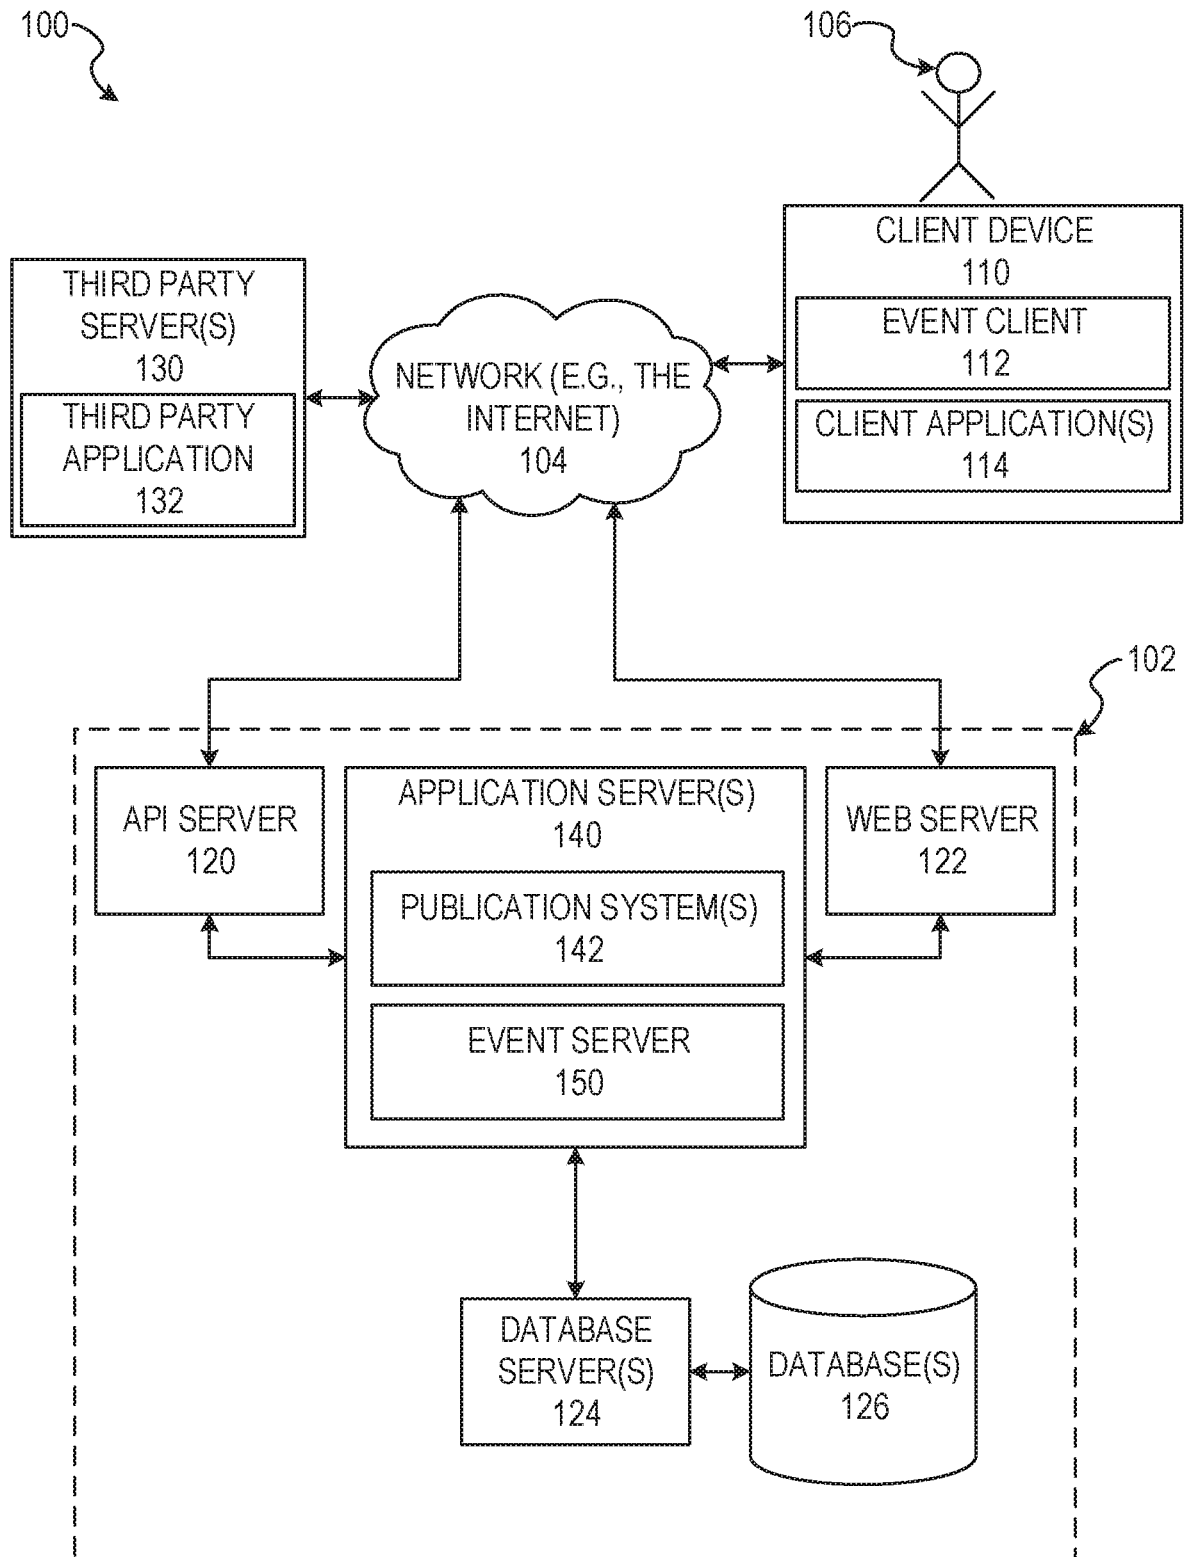 100
106
CLIENT DEVICE
110
EVENT CLIENT
112
CLIENT APPLICATION(S)
114
THIRD PARTY
SERVER(S)
130
THIRD PARTY
APPLICATION
132
NETWORK (E.G., THE
INTERNET)
104
102
API SERVER
120
APPLICATION SERVER(S)
140
PUBLICATION SYSTEM(S)
142
EVENT SERVER
150
WEB SERVER
122
DATABASE
SERVER(S)
124
DATABASE(S)
126